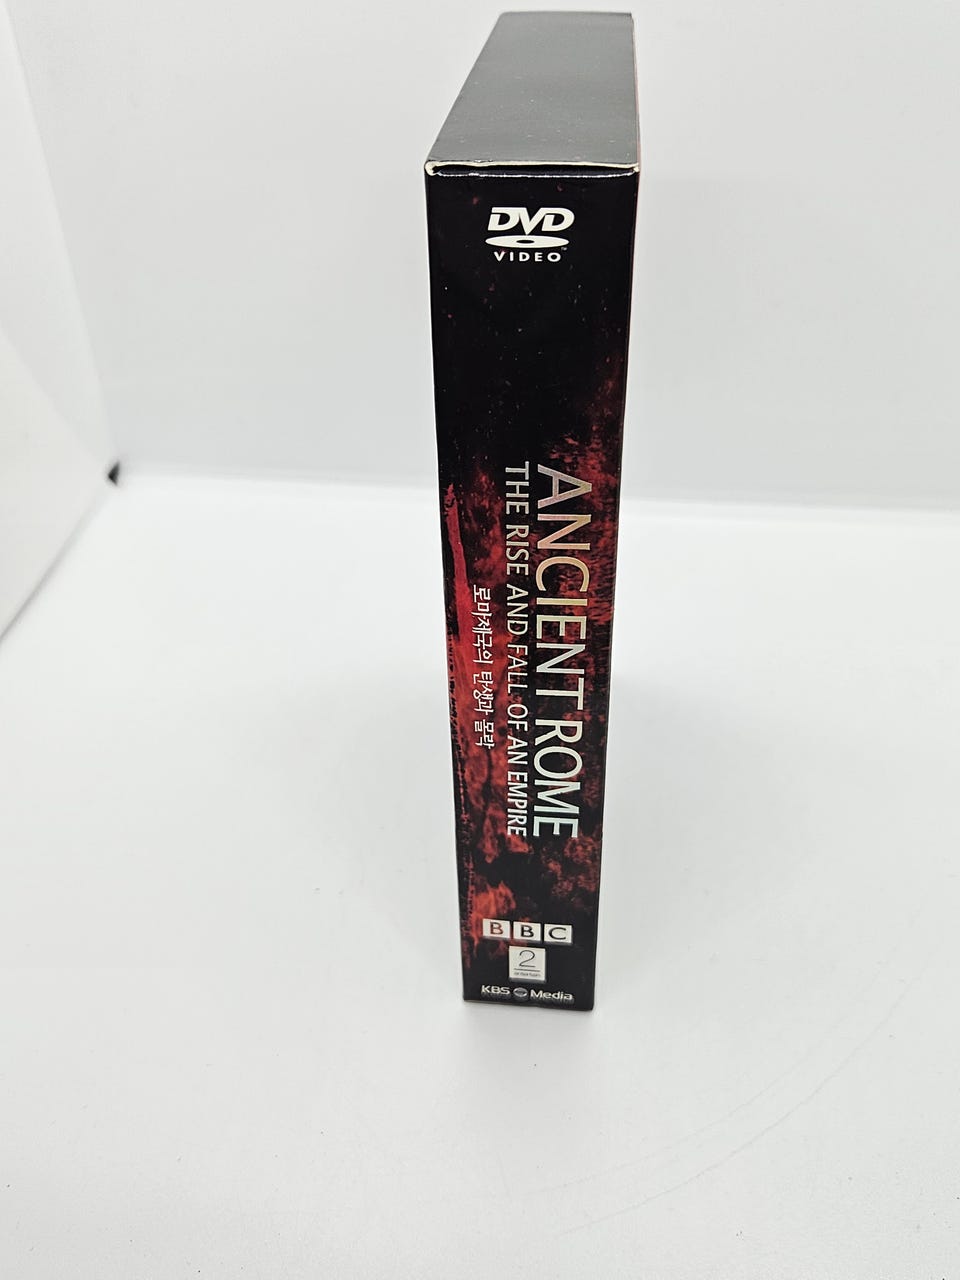 DVD
VIDEO
ANCIENT ROME
THE RISE AND FALL OF AN EMPIRE
로마제국의 탄생과 몰락
BBC
2
KBS Media